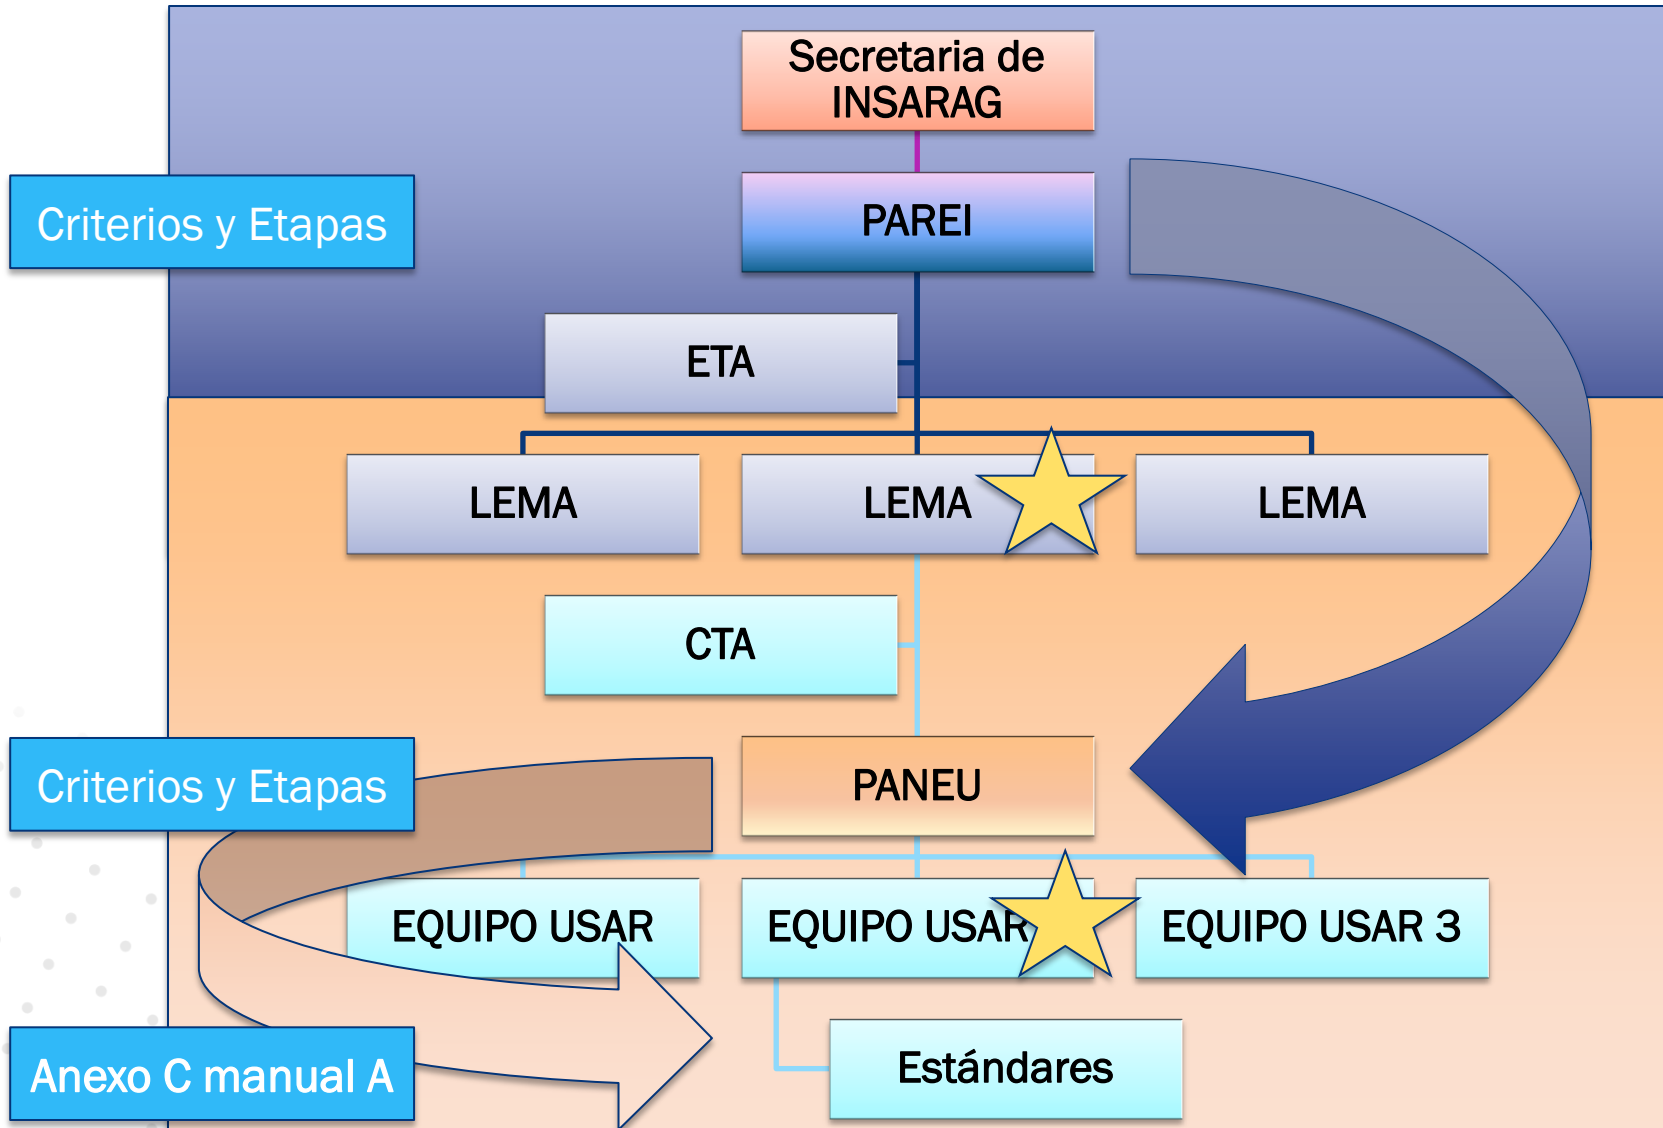 Secretaria de
INSARAG
Criterios y Etapas
PAREI
ETA
LEMA
LEMA
LEMA
CTA
Criterios y Etapas
PANEU
EQUIPO USAR
EQUIPO USAR
EQUIPO USAR 3
Anexo C manual A
Estándares